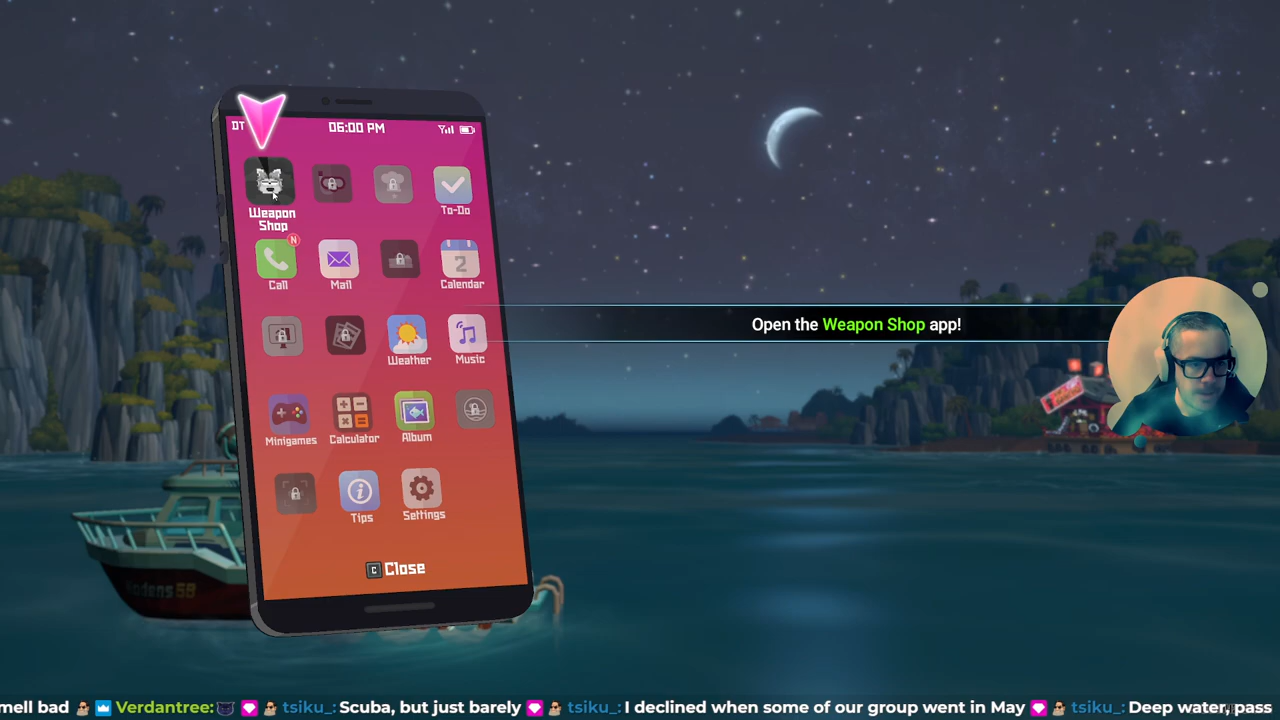 DT
06:00 PM
Weapon Shop
To-Do
Call
N
Mail
Calendar
2
Weather
Music
Minigames
Calculator
Album
Tips
Settings
C Close
Open the Weapon Shop app!
mell bad Verdantree: tsiku_: Scuba, but just barely tsiku_: I declined when some of our group went in May tsiku_: Deep water, pass